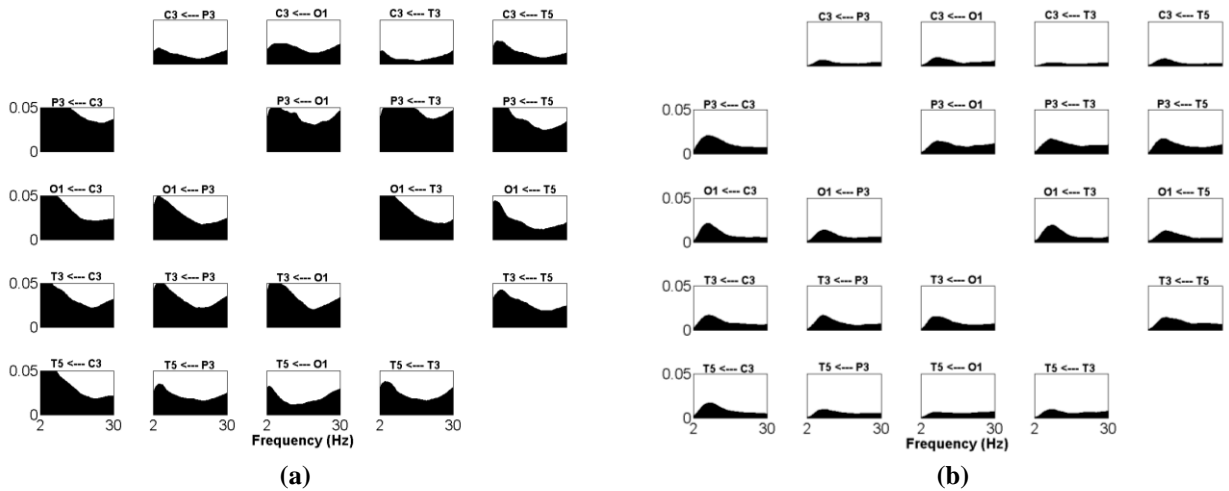 C3 <--- P3 C3 <--- O1 C3 <--- T3 C3 <--- T5
0.05 P3 <--- C3 P3 <--- O1 P3 <--- T3 P3 <--- T5
0
0.05 O1 <--- C3 O1 <--- P3 O1 <--- T3 O1 <--- T5
0
0.05 T3 <--- C3 T3 <--- P3 T3 <--- O1 T3 <--- T5
0
0.05 T5 <--- C3 T5 <--- P3 T5 <--- O1 T5 <--- T3
0
2 30 2 30 2 30 2 30
Frequency (Hz)
(a)
C3 <--- P3 C3 <--- O1 C3 <--- T3 C3 <--- T5
0.05 P3 <--- C3 P3 <--- O1 P3 <--- T3 P3 <--- T5
0
0.05 O1 <--- C3 O1 <--- P3 O1 <--- T3 O1 <--- T5
0
0.05 T3 <--- C3 T3 <--- P3 T3 <--- O1 T3 <--- T5
0
0.05 T5 <--- C3 T5 <--- P3 T5 <--- O1 T5 <--- T3
0
2 30 2 30 2 30 2 30
Frequency (Hz)
(b)